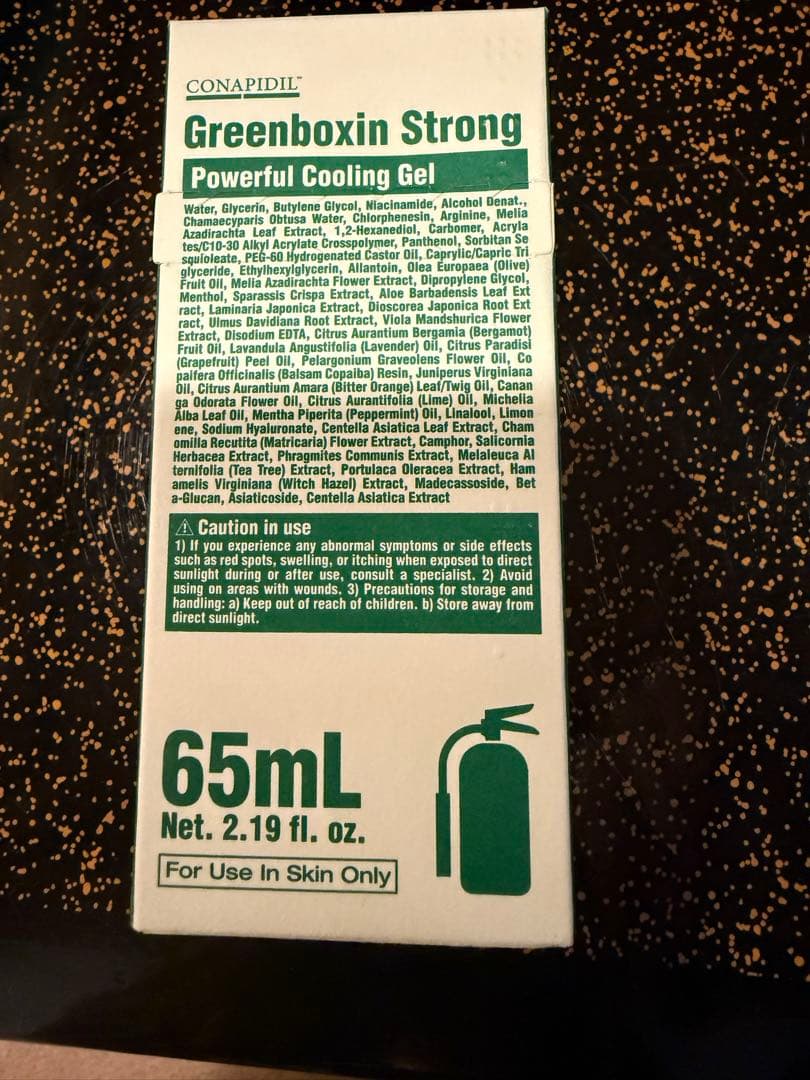 CONAPIDIL™
Greenboxin Strong
Powerful Cooling Gel
Water, Glycerin, Butylene Glycol, Niacinamide, Alcohol Denat.,
Chamaecyparis Obtusa Water, Chlorphenesin, Arginine, Melia
Azadirachta Leaf Extract, 1,2-Hexanediol, Carbomer, Acryla
tes/C10-30 Alkyl Acrylate Crosspolymer, Panthenol, Sorbitan Se
squioleate, PEG-60 Hydrogenated Castor Oil, Caprylic/Capric Tri
glyceride, Ethylhexylglycerin, Allantoin, Olea Europaea (Olive)
Fruit Oil, Melia Azadirachta Flower Extract, Dipropylene Glycol,
Menthol, Sparassis Crispa Extract, Aloe Barbadensis Leaf Ext
ract, Laminaria Japonica Extract, Dioscorea Japonica Root Ext
ract, Ulmus Davidiana Root Extract, Viola Mandshurica Flower
Extract, Disodium EDTA, Citrus Aurantium Bergamia (Bergamot)
Fruit Oil, Lavandula Angustifolia (Lavender) Oil, Citrus Paradisi
(Grapefruit) Peel Oil, Pelargonium Graveolens Flower Oil, Co
paifera Officinalis (Balsam Copaiba) Resin, Juniperus Virginiana
Oil, Citrus Aurantium Amara (Bitter Orange) Leaf/Twig Oil, Canan
ga Odorata Flower Oil, Citrus Aurantifolia (Lime) Oil, Michelia
Alba Leaf Oil, Mentha Piperita (Peppermint) Oil, Linalool, Limon
ene, Sodium Hyaluronate, Centella Asiatica Leaf Extract, Cham
omilla Recutita (Matricaria) Flower Extract, Camphor, Salicornia
Herbacea Extract, Phragmites Communis Extract, Melaleuca Al
ternifolia (Tea Tree) Extract, Portulaca Oleracea Extract, Ham
amelis Virginiana (Witch Hazel) Extract, Madecassoside, Bet
a-Glucan, Asiaticoside, Centella Asiatica Extract
Caution in use
1) If you experience any abnormal symptoms or side effects
such as red spots, swelling, or itching when exposed to direct
sunlight during or after use, consult a specialist. 2) Avoid
using on areas with wounds. 3) Precautions for storage and
handling: a) Keep out of reach of children. b) Store away from
direct sunlight.
65mL
Net. 2.19 fl. oz.
For Use In Skin Only